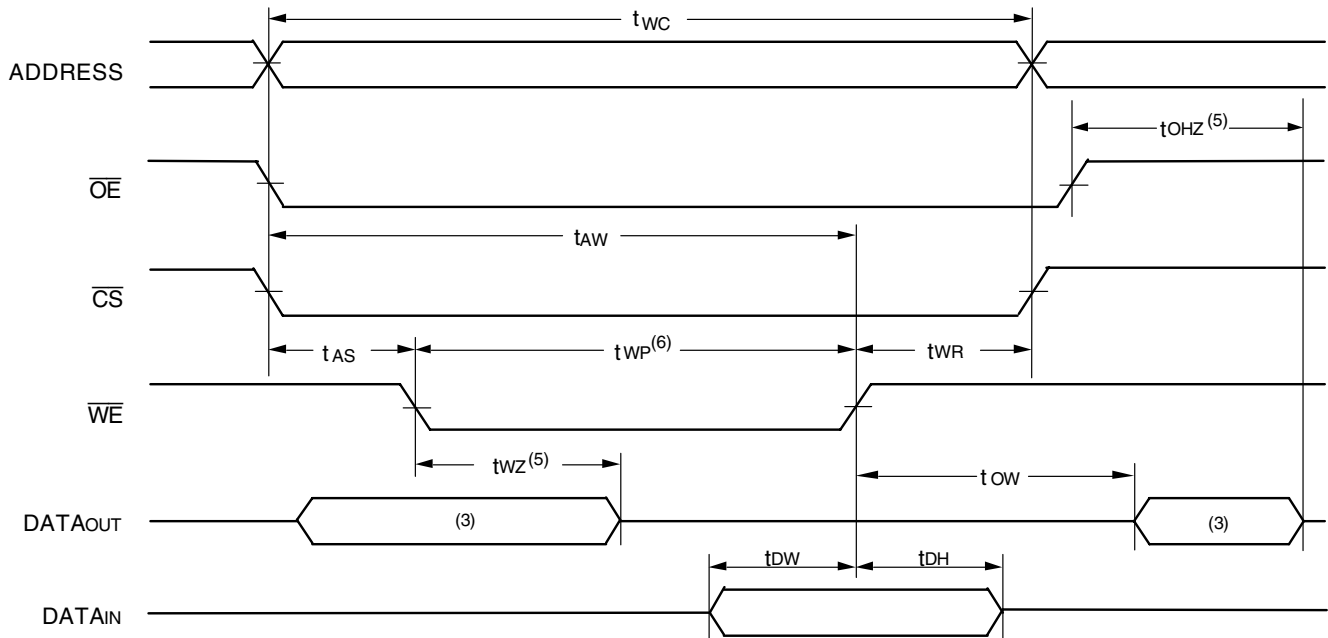 tWC
ADDRESS
tOHZ(5)
OE
tAW
CS
tAS
tWP(6)
tWR
WE
tWZ(5)
tOW
DATAOUT
(3)
(3)
tDW
tDH
DATAIN